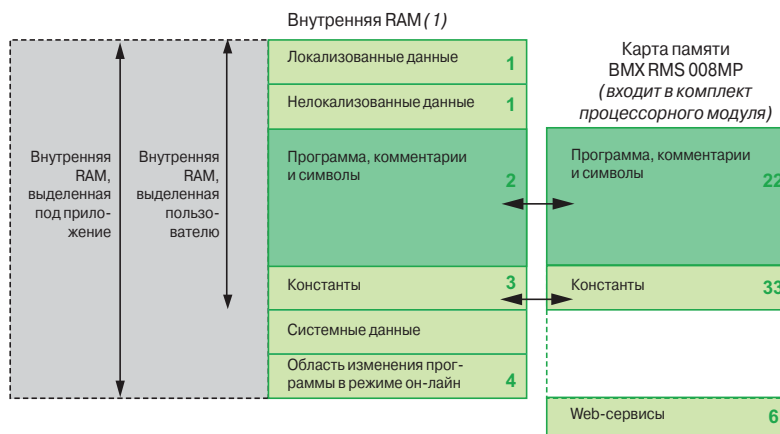 Внутренняя RAM (1)
Карта памяти
BMX RMS 008MP
(входит в комплект
процессорного модуля)
Внутренняя
RAM,
выделенная
под прило-
жение
Внутренняя
RAM,
выделенная
пользо-
вателю
Локализованные данные 1
Нелокализованные данные 1
Программа, комментарии
и символы 2
Константы 3
Системные данные
Область изменения прог-
раммы в режиме он-лайн 4
Программа, комментарии
и символы 22
Константы 33
Web-сервисы 6